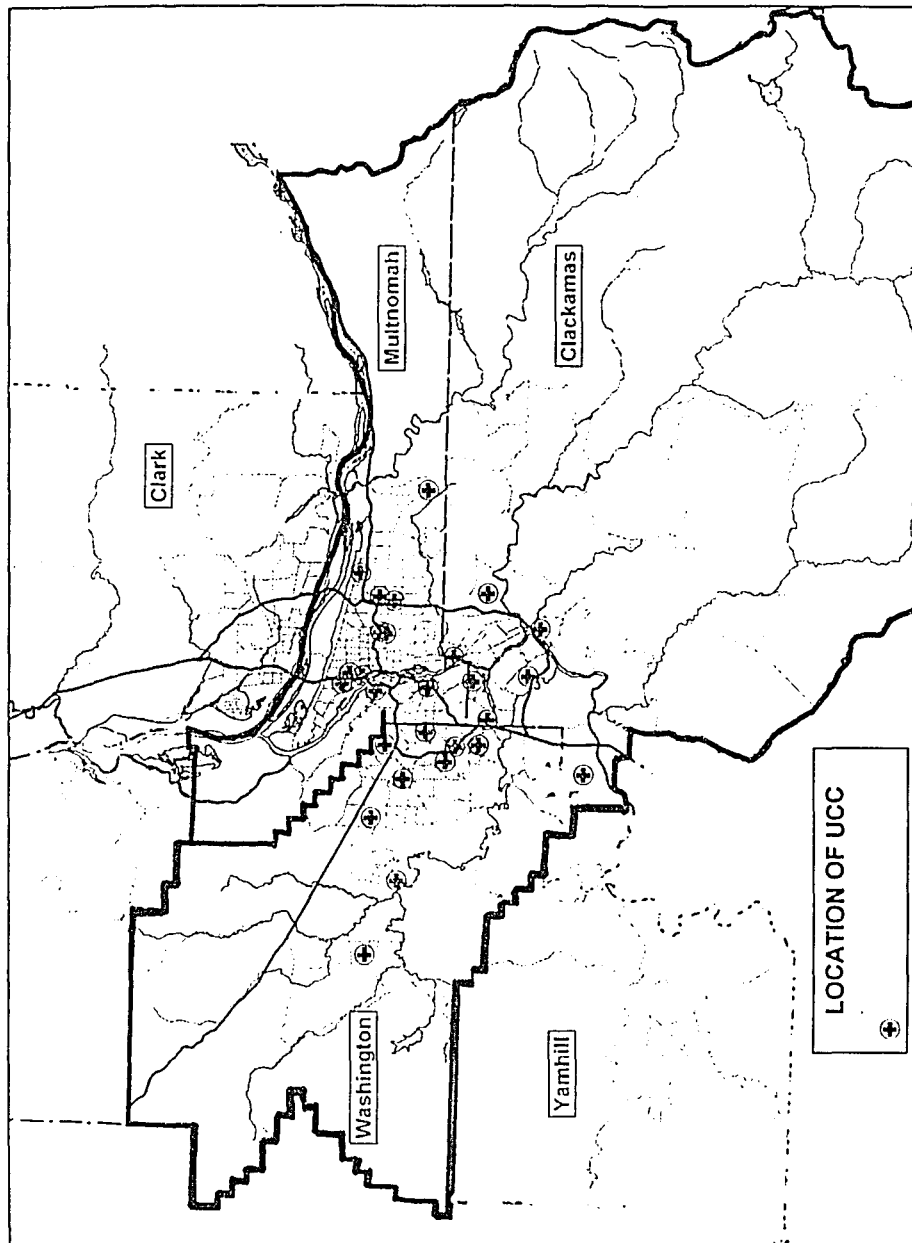 Clark
Multnomah
Clackamas
Washington
Yamhill
LOCATION OF UCC